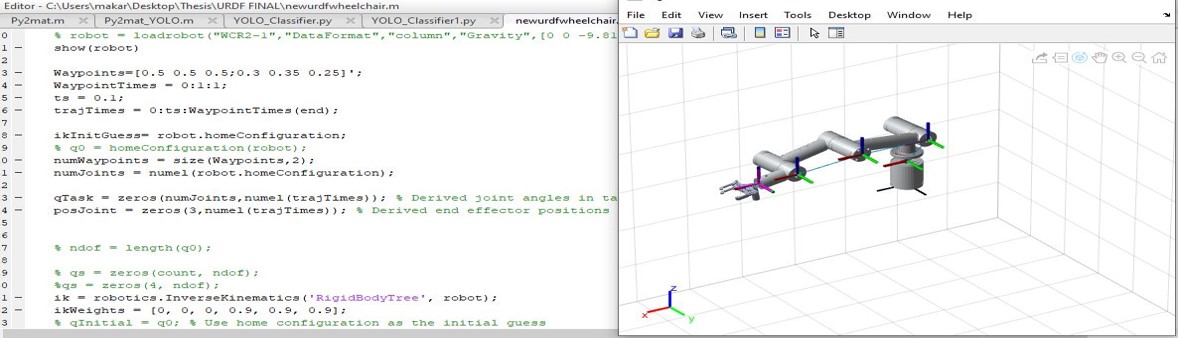 Editor - C:\Users\makar\Desktop\Thesis\URDF FINAL\newurdfwheelchair.m
Py2mat.m Py2mat_YOLO.m YOLO_Classifier.py YOLO_Classifier1.py newurdfwheelchair.
0 % robot = loadrobot("WCR2-1","DataFormat","column","Gravity",[0 0 -9.81
1 - show(robot)
3 - Waypoints=[0.5 0.5 0.5;0.3 0.35 0.25]';
4 - WaypointTimes = 0:1:1;
5 - ts = 0.1;
6 - trajTimes = 0:ts:WaypointTimes(end);
7
8 - ikInitGuess= robot.homeConfiguration;
9 - % q0 = homeConfiguration(robot);
0 - numWaypoints = size(Waypoints,2);
1 - numJoints = numel(robot.homeConfiguration);
3 - qTask = zeros(numJoints,numel(trajTimes)); % Derived joint angles in ta
4 - posJoint = zeros(3,numel(trajTimes)); % Derived end effector positions
5
7 % ndof = length(q0);
9 % qs = zeros(count, ndof);
0 %qs = zeros(4, ndof);
1 - ik = robotics.InverseKinematics('RigidBodyTree', robot);
2 - ikWeights = [0, 0, 0, 0.9, 0.9, 0.9];
3 % qInitial = q0; % Use home configuration as the initial guess
File Edit View Insert Tools Desktop Window Help
z
x
y